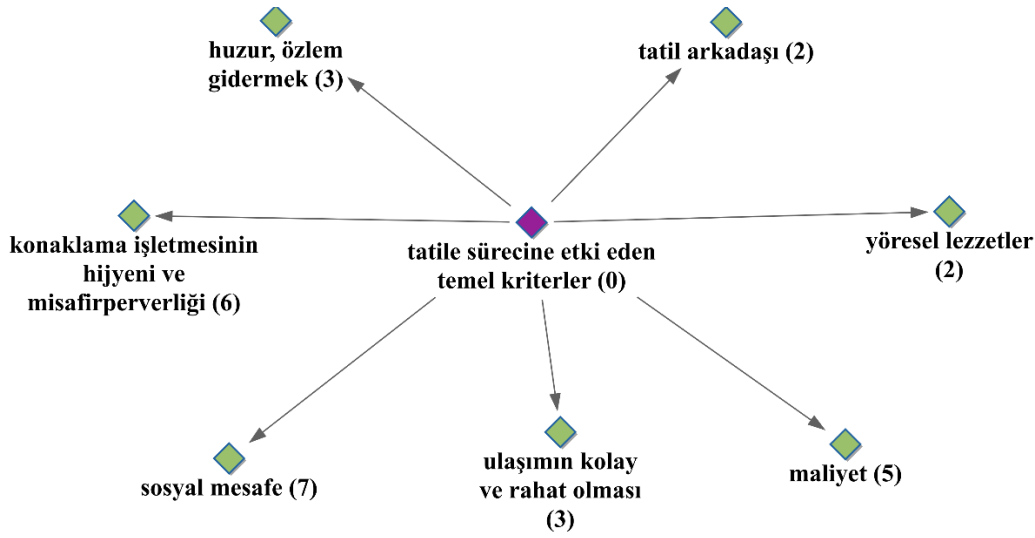 huzur, özlem
gidermek (3)
tatil arkadaşı (2)
konaklama işletmesinin
hijyeni ve
misafirperverliği (6)
tatile sürecine etki eden
temel kriterler (0)
yöresel lezzetler
(2)
sosyal mesafe (7)
ulaşımın kolay
ve rahat olması
(3)
maliyet (5)